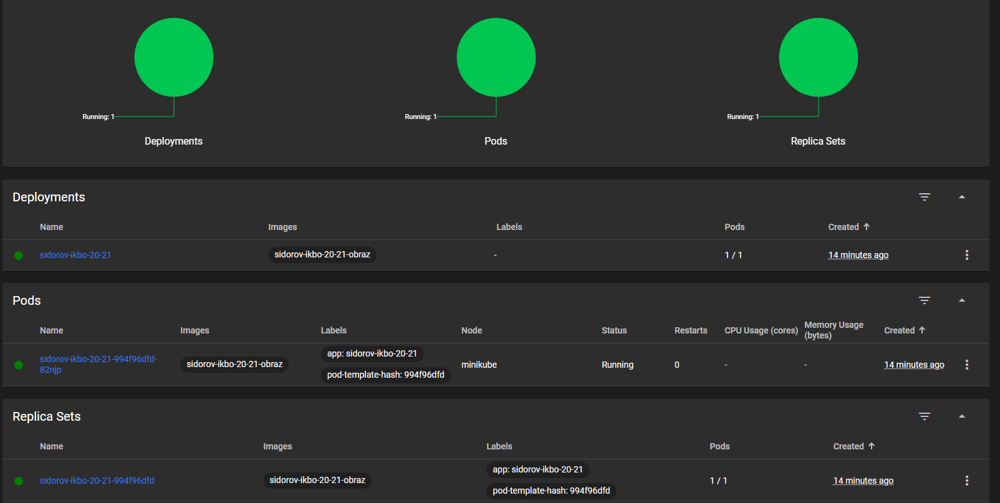 Running: 1
Running: 1
Running: 1
Deployments
Pods
Replica Sets
Deployments
Name Images Labels Pods Created
sidorov-ikbo-20-21 sidorov-ikbo-20-21-obraz - 1 / 1 14 minutes ago
Pods
Name Images Labels Node Status Restarts CPU Usage (cores) Memory Usage (bytes) Created
sidorov-ikbo-20-21-994f96dfd-
82njp
sidorov-ikbo-20-21-obraz
app: sidorov-ikbo-20-21
pod-template-hash: 994f96dfd
minikube Running 0 - - 14 minutes ago
Replica Sets
Name Images Labels Pods Created
sidorov-ikbo-20-21-994f96dfd sidorov-ikbo-20-21-obraz
app: sidorov-ikbo-20-21
pod-template-hash: 994f96dfd
1 / 1 14 minutes ago